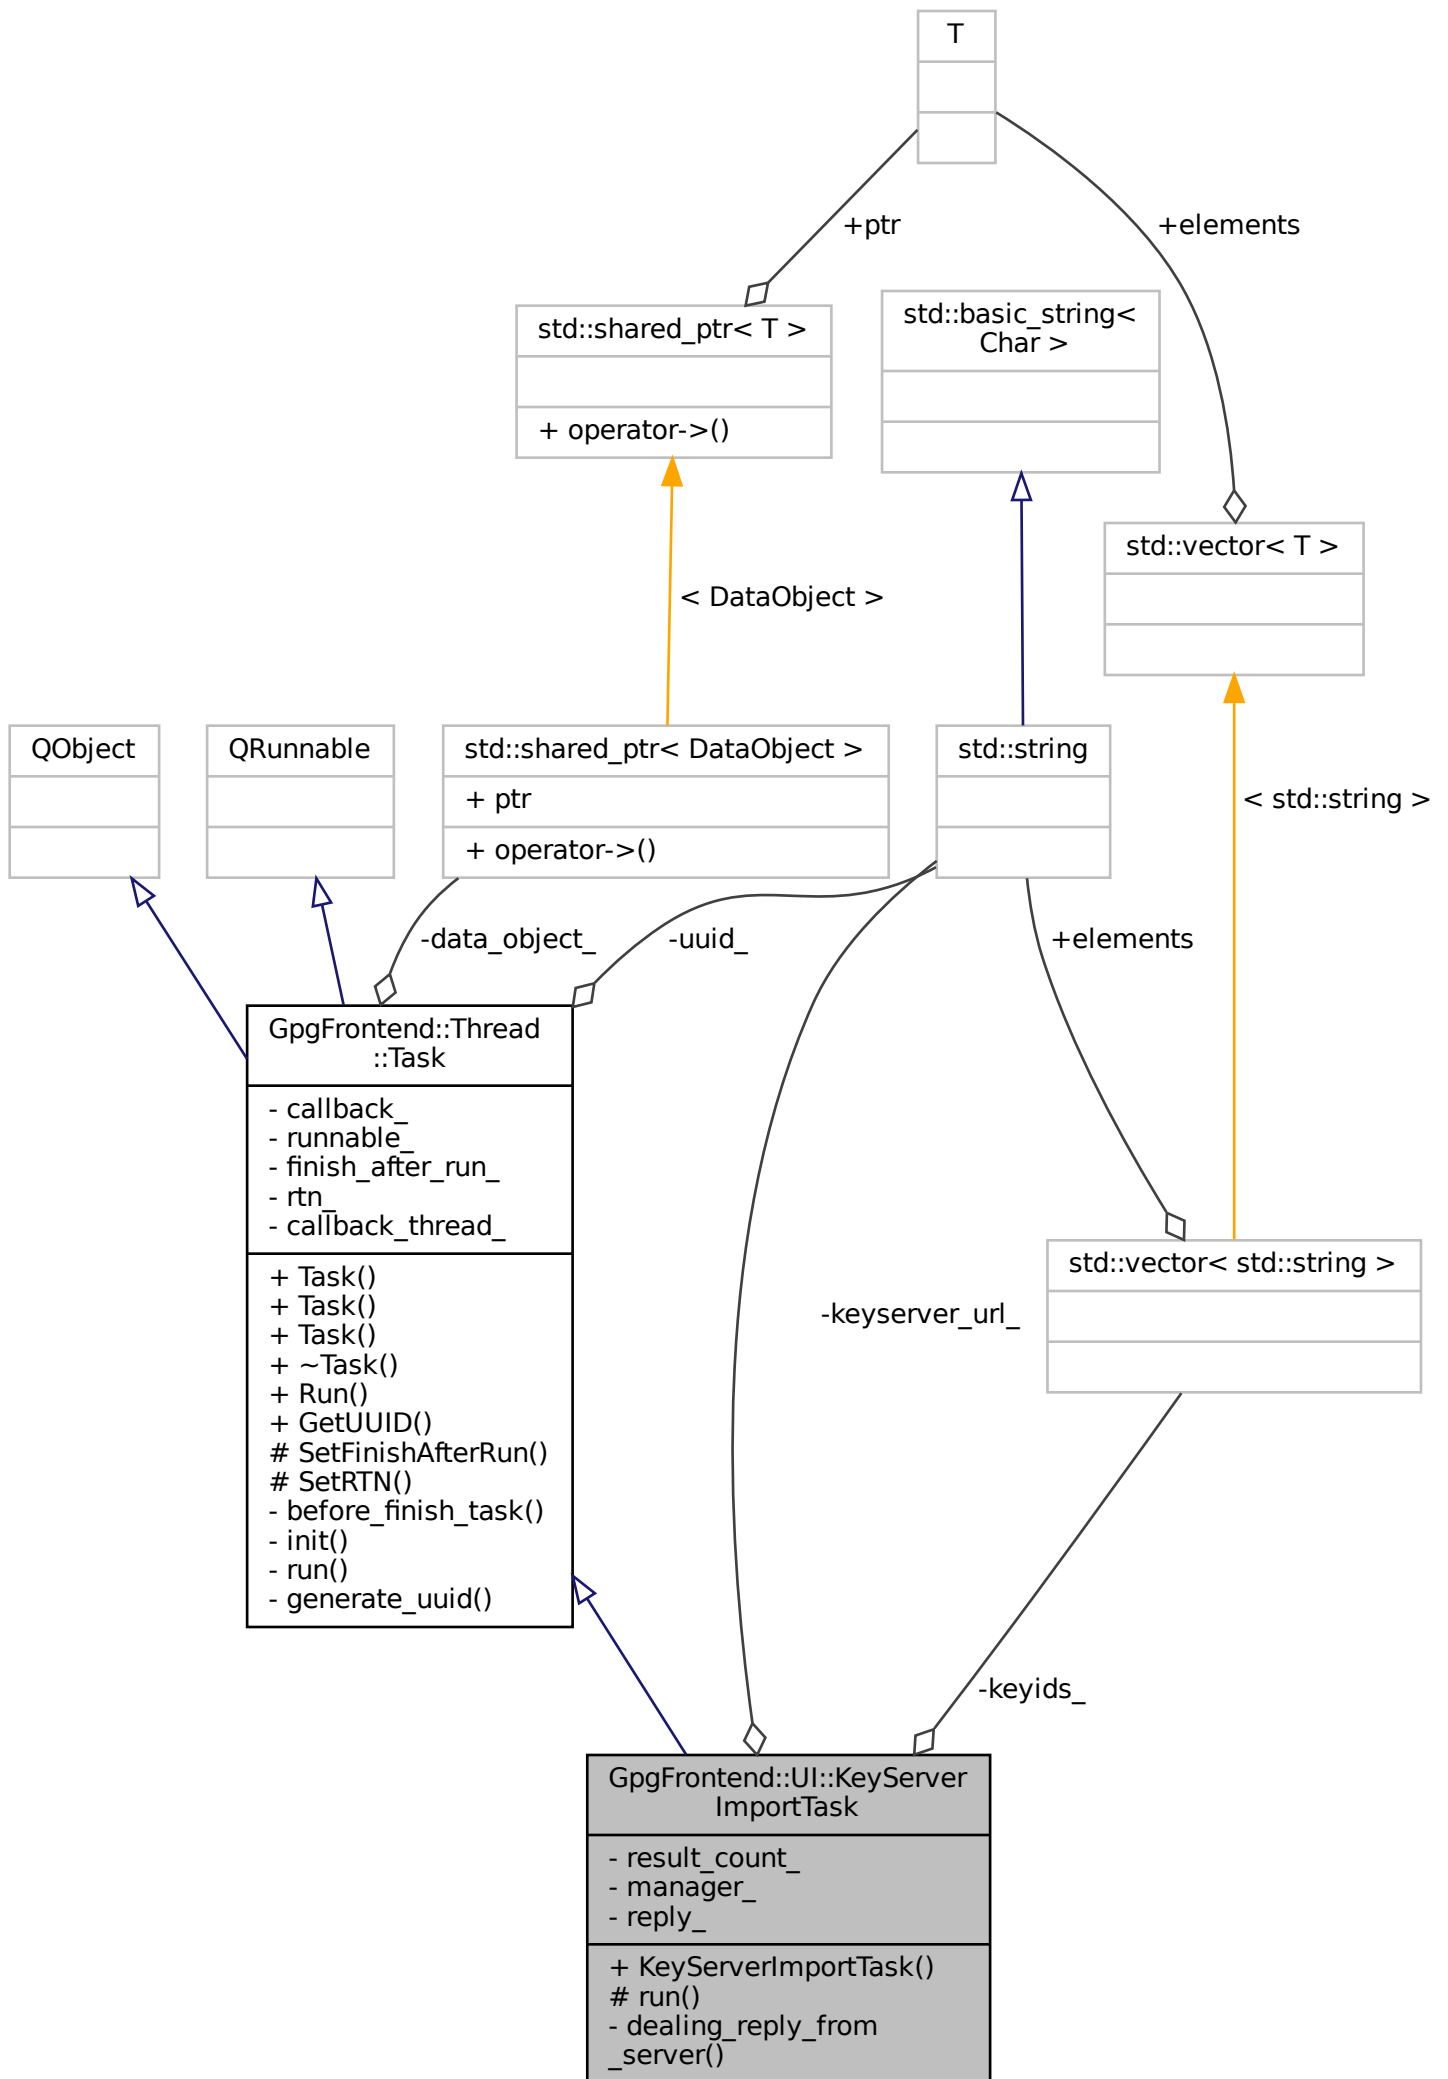 T
+ptr
+elements
std::shared_ptr< T >
+ operator->()
std::basic_string<
Char >
std::vector< T >
< DataObject >
QObject
QRunnable
std::shared_ptr< DataObject >
+ ptr
+ operator->()
std::string
< std::string >
-data_object_
-uuid_
+elements
GpgFrontend::Thread
::Task
- callback_
- runnable_
- finish_after_run_
- rtn_
- callback_thread_
+ Task()
+ Task()
+ Task()
+ ~Task()
+ Run()
+ GetUUID()
# SetFinishAfterRun()
# SetRTN()
- before_finish_task()
- init()
- run()
- generate_uuid()
std::vector< std::string >
-keyserver_url_
-keyids_
GpgFrontend::UI::KeyServer
ImportTask
- result_count_
- manager_
- reply_
+ KeyServerImportTask()
# run()
- dealing_reply_from
_server()